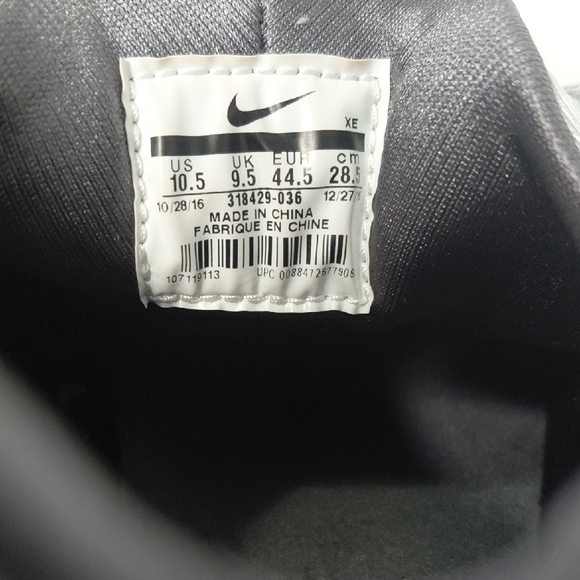 XE
US UK EUR cm
10.5 9.5 44.5 28.5
10/28/16 318429-036 12/27/16
MADE IN CHINA
FABRIQUE EN CHINE
107119113 UPC